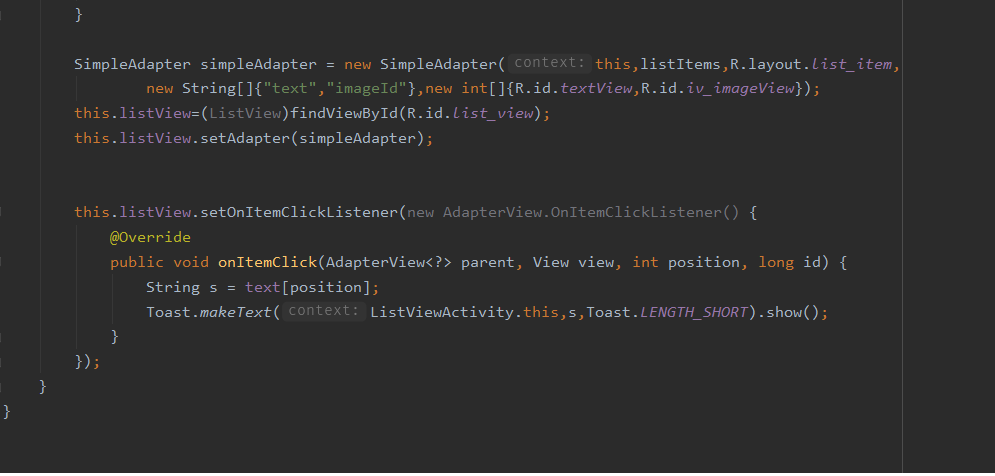 }
SimpleAdapter simpleAdapter = new SimpleAdapter( context: this,listItems,R.layout.list_item,
new String[]{"text","imageId"},new int[]{R.id.textView,R.id.iv_imageView});
this.listView=(ListView)findViewById(R.id.list_view);
this.listView.setAdapter(simpleAdapter);
this.listView.setOnItemClickListener(new AdapterView.OnItemClickListener() {
@Override
public void onItemClick(AdapterView<?> parent, View view, int position, long id) {
String s = text[position];
Toast.makeText( context: ListViewActivity.this,s,Toast.LENGTH_SHORT).show();
}
});
}
}